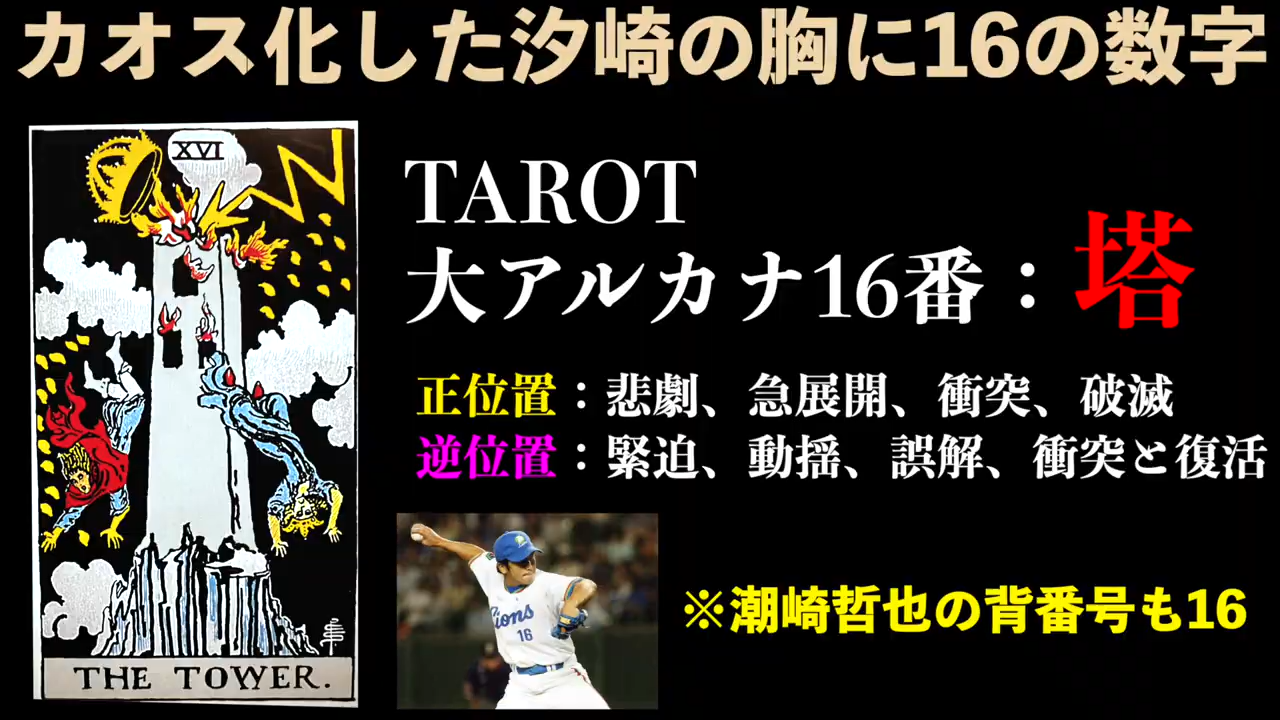 カオス化した汐崎の胸に16の数字
XVI
TAROT
大アルカナ16番：塔
正位置：悲劇、急展開、衝突、破滅
逆位置：緊迫、動揺、誤解、衝突と復活
Lions
16
※潮崎哲也の背番号も16
THE TOWER.